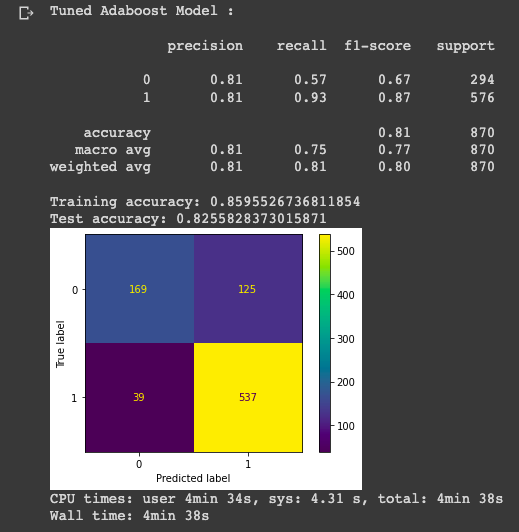 Tuned Adaboost Model :
precision recall f1-score support
0 0.81 0.57 0.67 294
1 0.81 0.93 0.87 576
accuracy 0.81 870
macro avg 0.81 0.75 0.77 870
weighted avg 0.81 0.81 0.80 870
Training accuracy: 0.8595526736811854
Test accuracy: 0.8255828373015871
500
0 169 125
400
True label
300
200
1 39 537
100
0 1
Predicted label
CPU times: user 4min 34s, sys: 4.31 s, total: 4min 38s
Wall time: 4min 38s